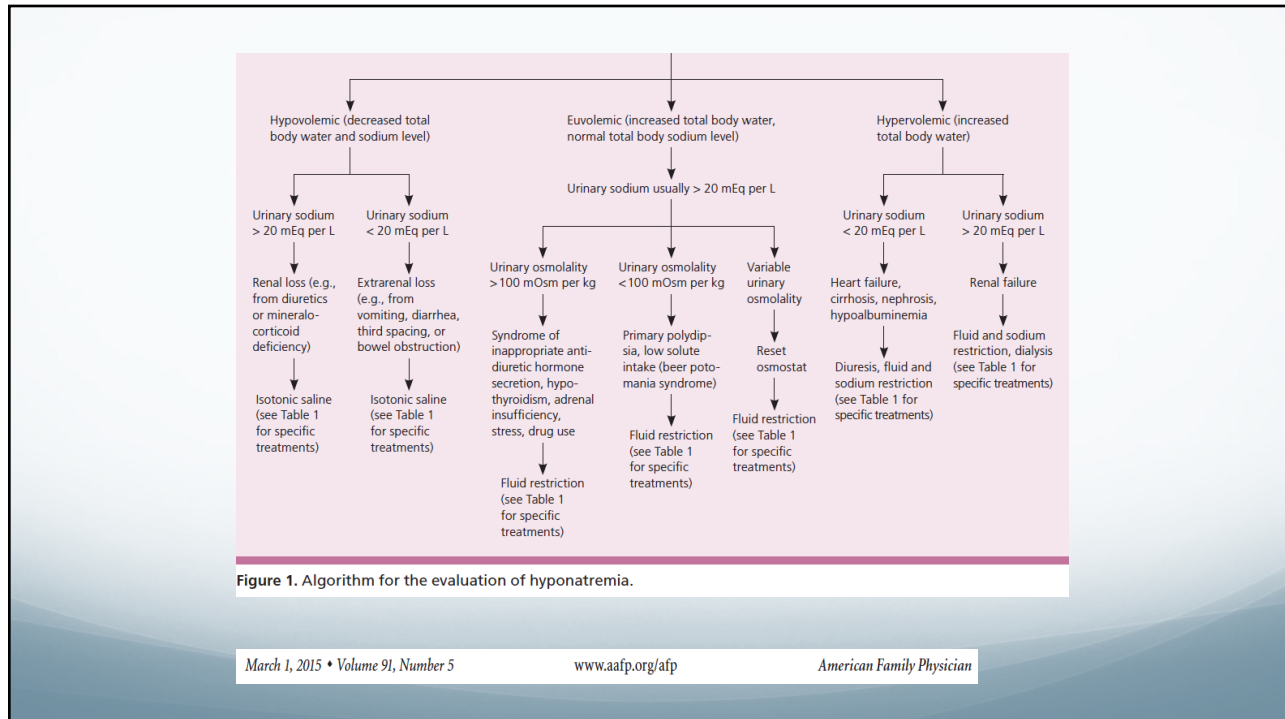 Hypovolemic (decreased total
body water and sodium level)
Euvolemic (increased total body water,
normal total body sodium level)
Hypervolemic (increased
total body water)
Urinary sodium usually > 20 mEq per L
Urinary sodium
> 20 mEq per L
Urinary sodium
< 20 mEq per L
Urinary sodium
< 20 mEq per L
Urinary sodium
> 20 mEq per L
Urinary osmolality
>100 mOsm per kg
Urinary osmolality
<100 mOsm per kg
Variable
urinary
osmolality
Renal loss (e.g.,
from diuretics
or mineralo-
corticoid
deficiency)
Extrarenal loss
(e.g., from
vomiting, diarrhea,
third spacing, or
bowel obstruction)
Heart failure,
cirrhosis, nephrosis,
hypoalbuminemia
Renal failure
Syndrome of
inappropriate anti-
diuretic hormone
secretion, hypo-
thyroidism, adrenal
insufficiency,
stress, drug use
Primary polydip-
sia, low solute
intake (beer poto-
mania syndrome)
Reset
osmostat
Fluid and sodium
restriction, dialysis
(see Table 1 for
specific treatments)
Diuresis, fluid and
sodium restriction
(see Table 1 for
specific treatments)
Isotonic saline
(see Table 1
for specific
treatments)
Isotonic saline
(see Table 1
for specific
treatments)
Fluid restriction
(see Table 1
for specific
treatments)
Fluid restriction
(see Table 1
for specific
treatments)
Fluid restriction
(see Table 1
for specific
treatments)
Figure 1. Algorithm for the evaluation of hyponatremia.
March 1, 2015 ♦ Volume 91, Number 5 www.aafp.org/afp American Family Physician